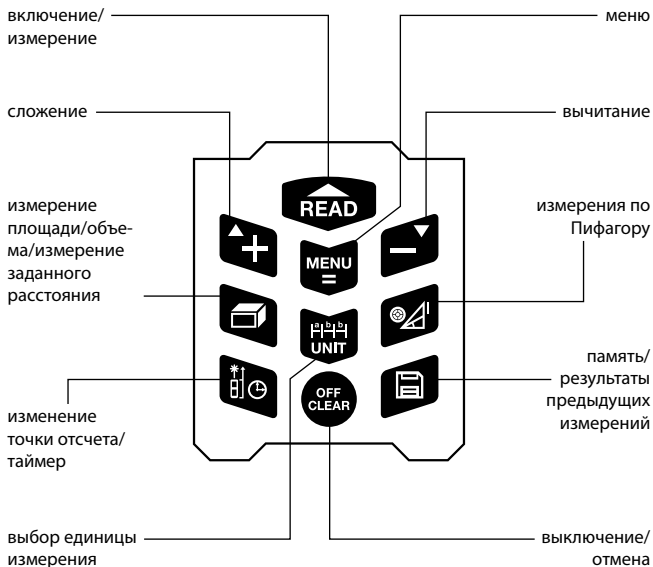 включение/
измерение
меню
сложение
вычитание
READ
измерение
площади/объе-
ма/измерение
заданного
расстояния
измерения по
Пифагору
+
−
MENU
=
a b b
UNIT
OFF
CLEAR
память/
результаты
предыдущих
измерений
изменение
точки отсчета/
таймер
выбор единицы
измерения
выключение/
отмена